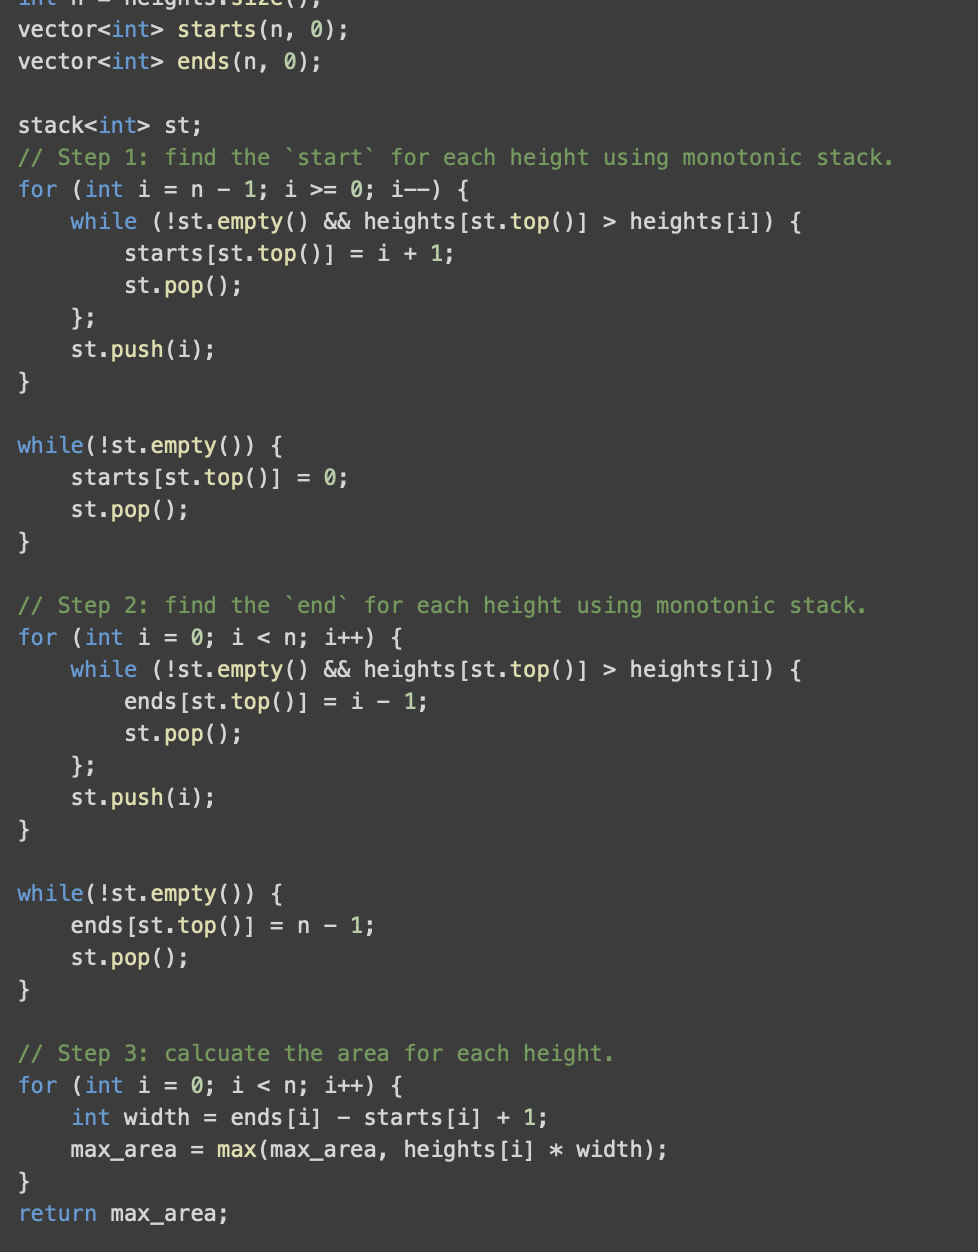 int n = heights.size();
vector<int> starts(n, 0);
vector<int> ends(n, 0);

stack<int> st;
// Step 1: find the `start` for each height using monotonic stack.
for (int i = n - 1; i >= 0; i--) {
    while (!st.empty() && heights[st.top()] > heights[i]) {
        starts[st.top()] = i + 1;
        st.pop();
    };
    st.push(i);
}

while(!st.empty()) {
    starts[st.top()] = 0;
    st.pop();
}

// Step 2: find the `end` for each height using monotonic stack.
for (int i = 0; i < n; i++) {
    while (!st.empty() && heights[st.top()] > heights[i]) {
        ends[st.top()] = i - 1;
        st.pop();
    };
    st.push(i);
}

while(!st.empty()) {
    ends[st.top()] = n - 1;
    st.pop();
}

// Step 3: calcuate the area for each height.
for (int i = 0; i < n; i++) {
    int width = ends[i] - starts[i] + 1;
    max_area = max(max_area, heights[i] * width);
}
return max_area;